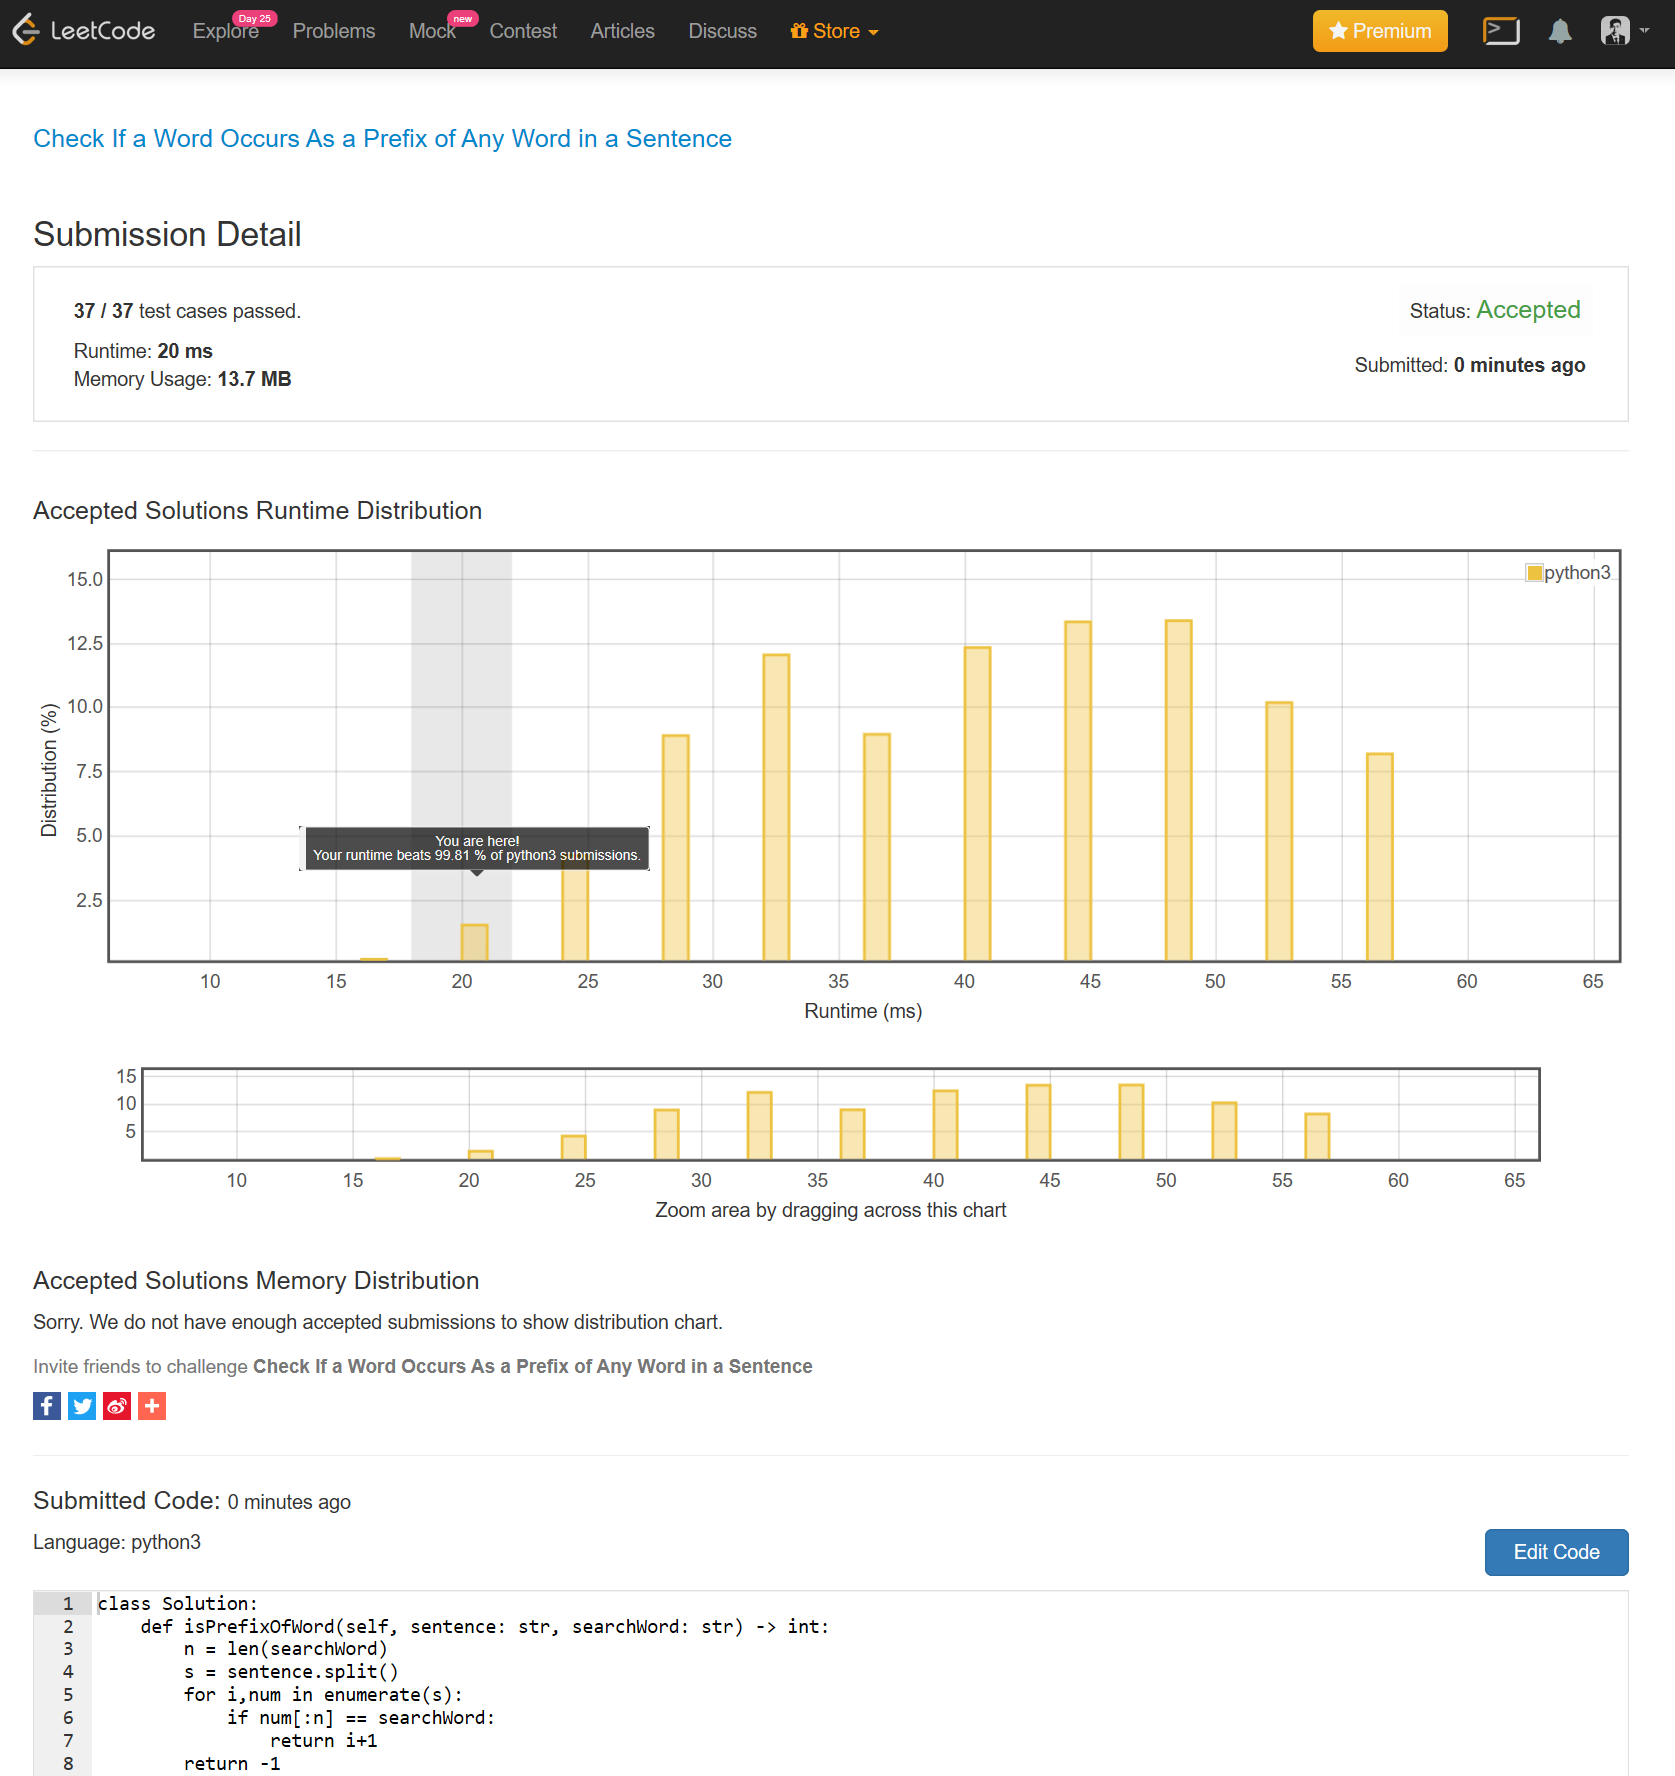 LeetCode Explore Day 25 Problems Mock new Contest Articles Discuss Store Premium
Check If a Word Occurs As a Prefix of Any Word in a Sentence
Submission Detail
37 / 37 test cases passed.
Status: Accepted
Runtime: 20 ms
Memory Usage: 13.7 MB
Submitted: 0 minutes ago
Accepted Solutions Runtime Distribution
15.0
12.5
10.0
7.5
5.0
2.5
Distribution (%)
python3
You are here!
Your runtime beats 99.81 % of python3 submissions.
10 15 20 25 30 35 40 45 50 55 60 65
Runtime (ms)
15
10
5
10 15 20 25 30 35 40 45 50 55 60 65
Zoom area by dragging across this chart
Accepted Solutions Memory Distribution
Sorry. We do not have enough accepted submissions to show distribution chart.
Invite friends to challenge Check If a Word Occurs As a Prefix of Any Word in a Sentence
Submitted Code: 0 minutes ago
Language: python3
Edit Code
1 class Solution:
2     def isPrefixOfWord(self, sentence: str, searchWord: str) -> int:
3         n = len(searchWord)
4         s = sentence.split()
5         for i,num in enumerate(s):
6             if num[:n] == searchWord:
7                 return i+1
8         return -1